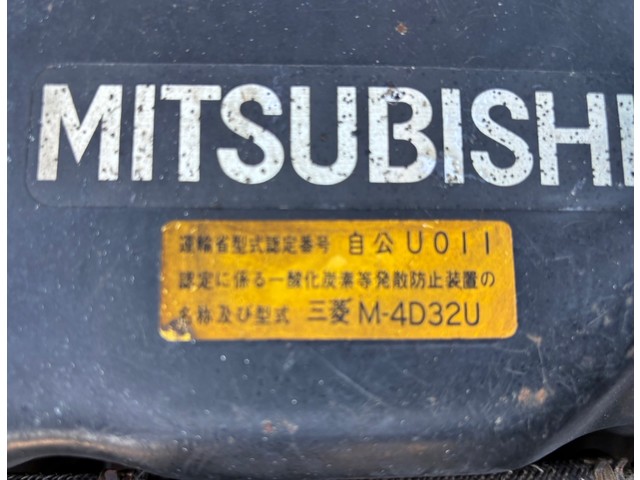 MITSUBISHI
運輸省型式認定番号 自公U011
認定に係る一酸化炭素等発散防止装置の
名称及び型式 三菱 M-4D32U